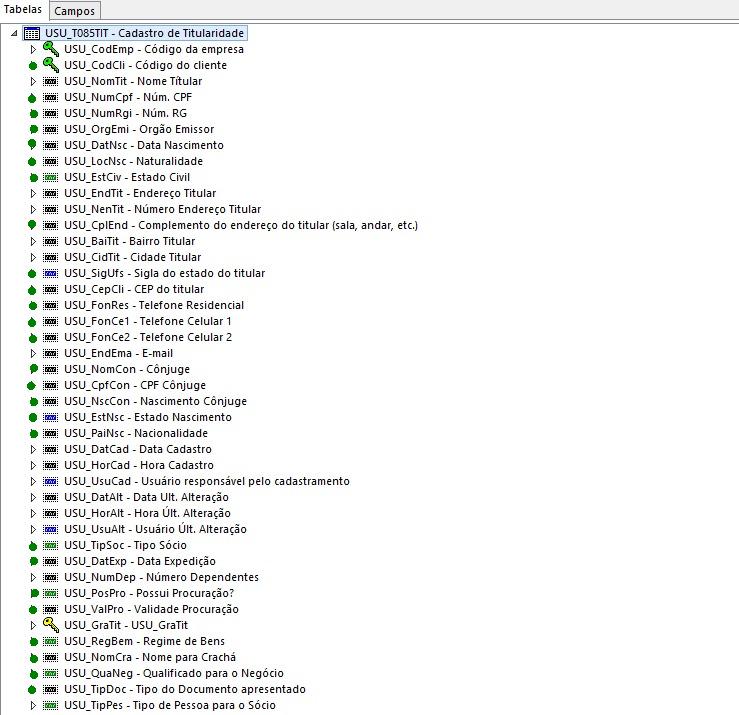 Tabelas
Campos
USU_T085TIT - Cadastro de Titularidade
USU_CodEmp - Código da empresa
USU_CodCli - Código do cliente
USU_NomTit - Nome Títular
USU_NumCpf - Núm. CPF
USU_NumRgi - Núm. RG
USU_OrgEmi - Orgão Emissor
USU_DatNsc - Data Nascimento
USU_LocNsc - Naturalidade
USU_EstCiv - Estado Civil
USU_EndTit - Endereço Titular
USU_NenTit - Número Endereço Titular
USU_CplEnd - Complemento do endereço do titular (sala, andar, etc.)
USU_BaiTit - Bairro Titular
USU_CidTit - Cidade Titular
USU_SigUfs - Sigla do estado do titular
USU_CepCli - CEP do titular
USU_FonRes - Telefone Residencial
USU_FonCe1 - Telefone Celular 1
USU_FonCe2 - Telefone Celular 2
USU_EndEma - E-mail
USU_NomCon - Cônjuge
USU_CpfCon - CPF Cônjuge
USU_NscCon - Nascimento Cônjuge
USU_EstNsc - Estado Nascimento
USU_PaiNsc - Nacionalidade
USU_DatCad - Data Cadastro
USU_HorCad - Hora Cadastro
USU_UsuCad - Usuário responsável pelo cadastramento
USU_DatAlt - Data Ult. Alteração
USU_HorAlt - Hora Últ. Alteração
USU_UsuAlt - Usuário Últ. Alteração
USU_TipSoc - Tipo Sócio
USU_DatExp - Data Expedição
USU_NumDep - Número Dependentes
USU_PosPro - Possui Procuração?
USU_ValPro - Validade Procuração
USU_GraTit - USU_GraTit
USU_RegBem - Regime de Bens
USU_NomCra - Nome para Crachá
USU_QuaNeg - Qualificado para o Negócio
USU_TipDoc - Tipo do Documento apresentado
USU_TipPes - Tipo de Pessoa para o Sócio